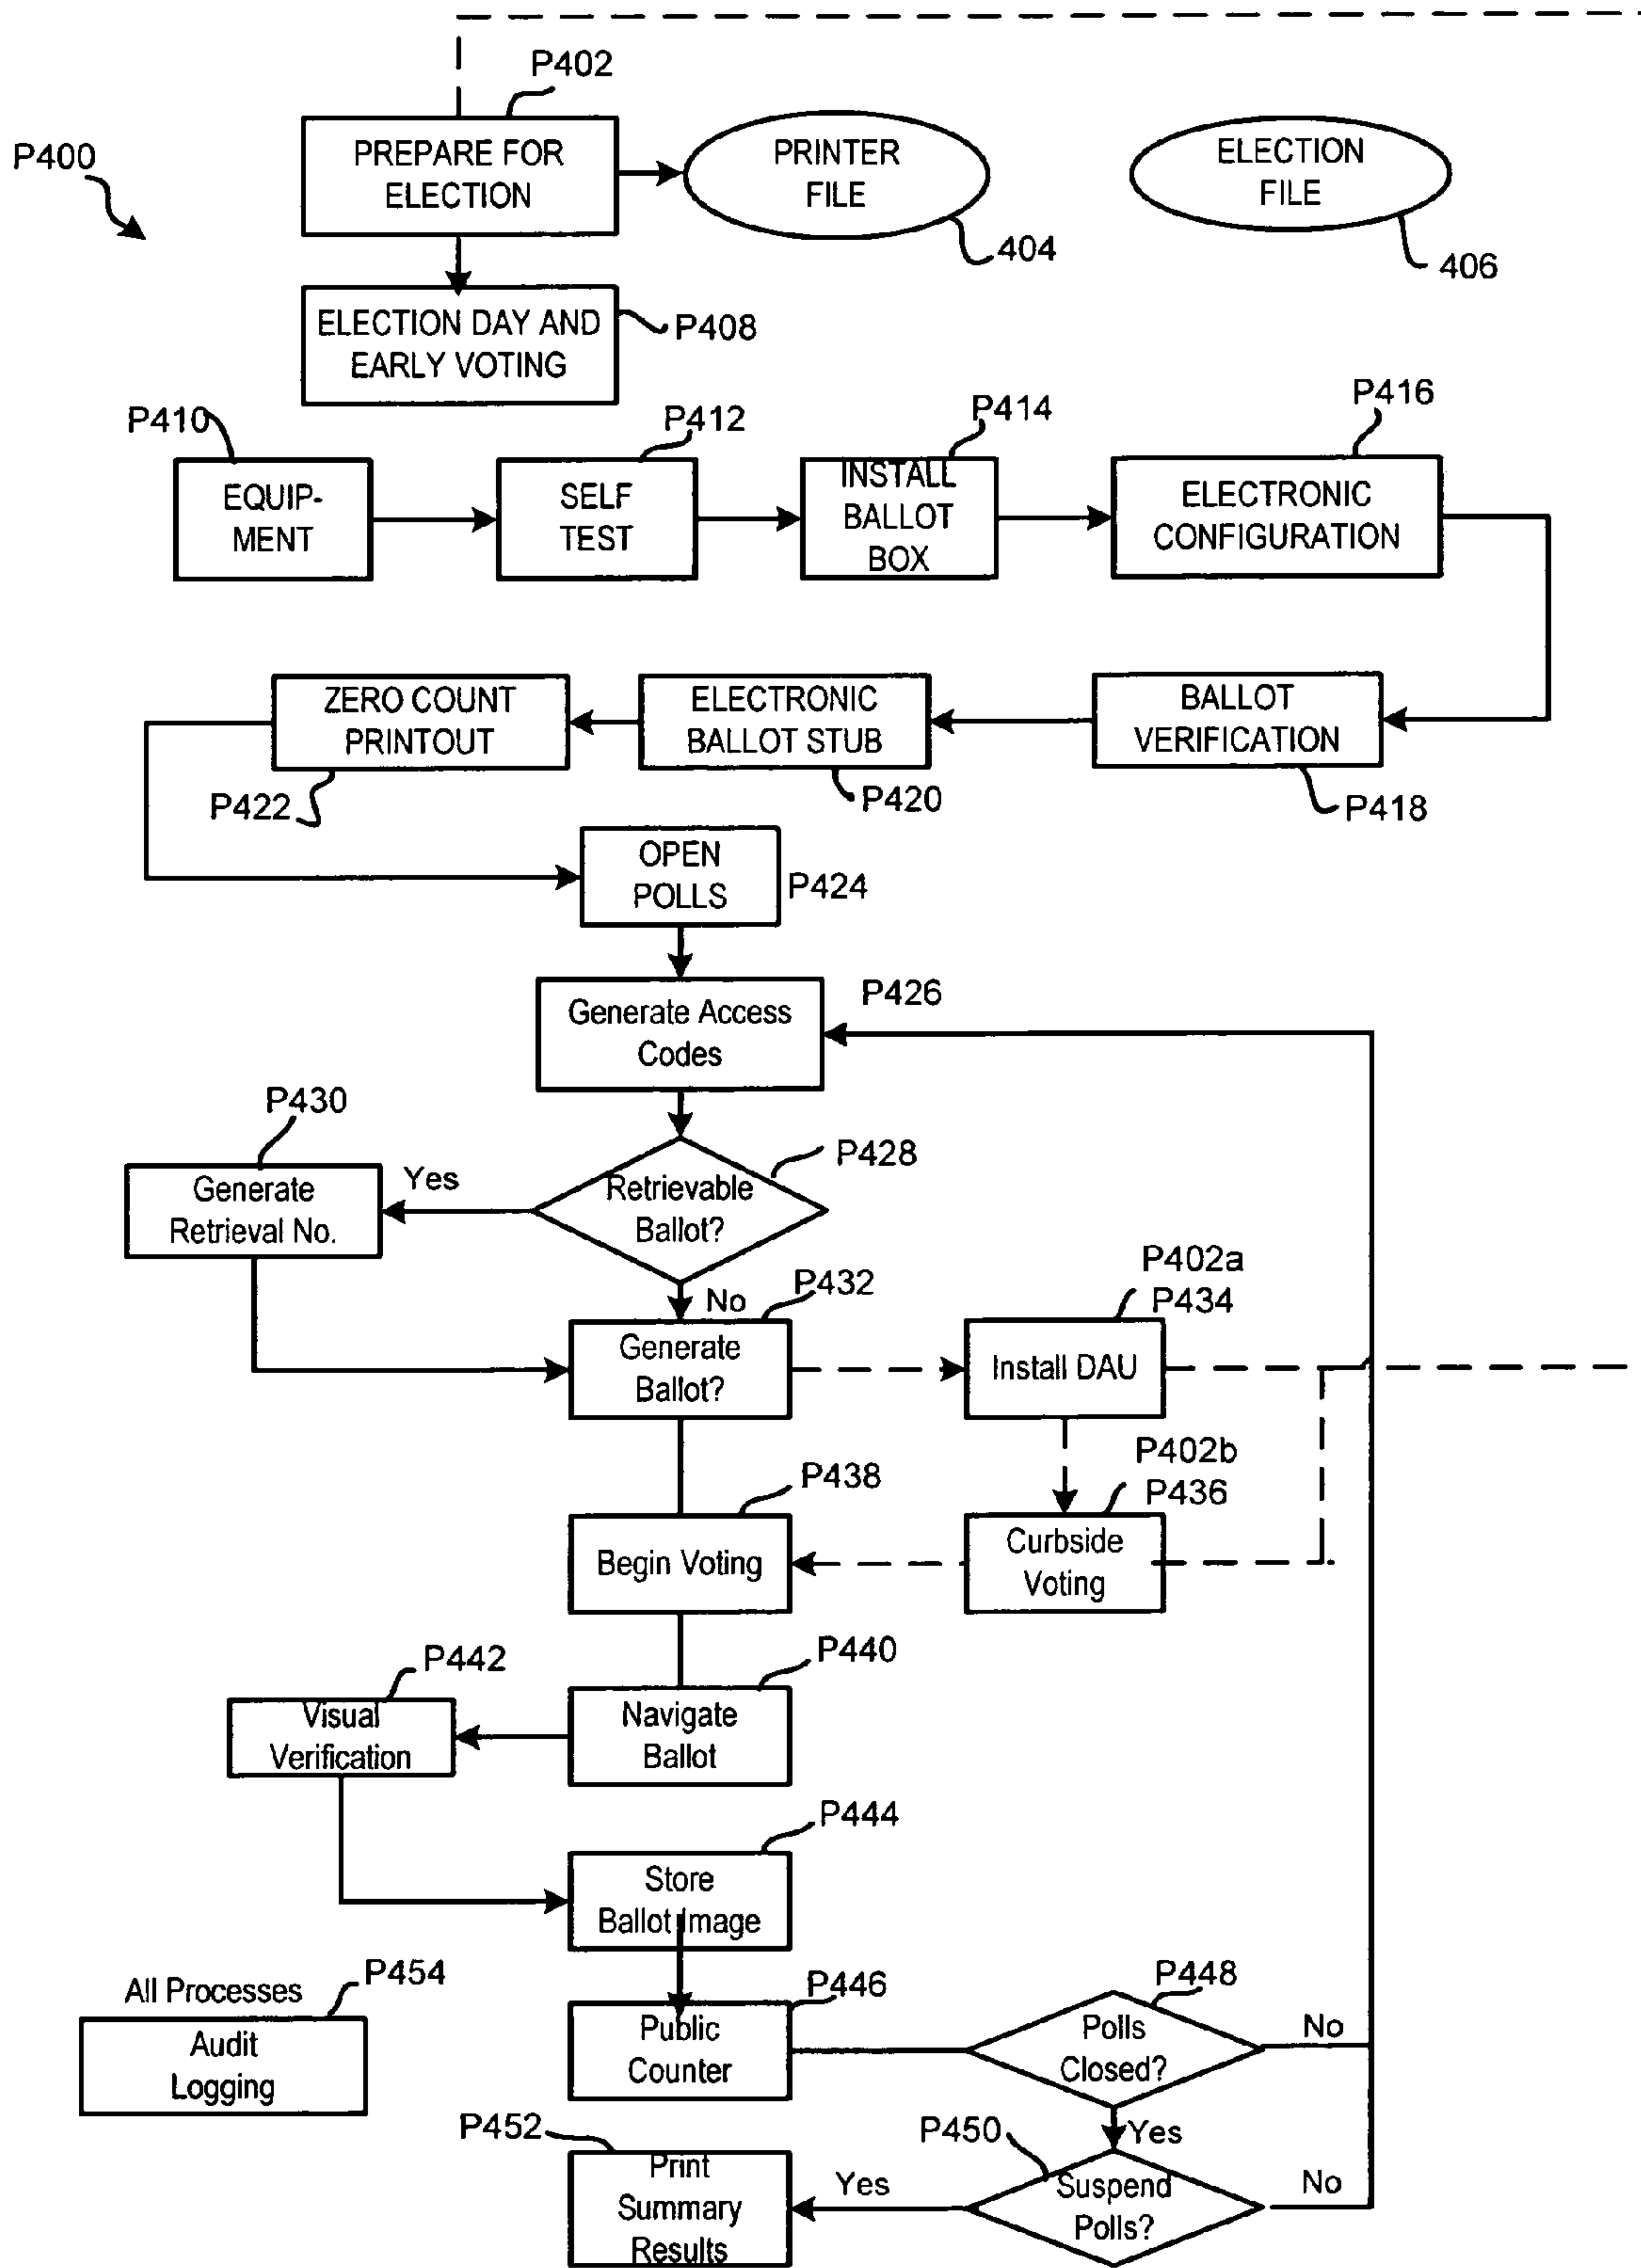 P402
P400
PREPARE FOR
ELECTION
PRINTER
FILE
ELECTION
FILE
404
406
ELECTION DAY AND
EARLY VOTING
P408
P410
P412
P414
P416
EQUIP-
MENT
SELF
TEST
INSTALL
BALLOT
BOX
ELECTRONIC
CONFIGURATION
ZERO COUNT
PRINTOUT
ELECTRONIC
BALLOT STUB
BALLOT
VERIFICATION
P422
P420
P418
OPEN
POLLS
P424
Generate Access
Codes
P426
P430
P428
Generate
Retrieval No.
Yes
Retrievable
Ballot?
No
P432
P402a
P434
Generate
Ballot?
Install DAU
P402b
P436
P438
Begin Voting
Curbside
Voting
P442
P440
Visual
Verification
Navigate
Ballot
P444
Store
Ballot Image
All Processes
P454
Audit
Logging
P446
Public
Counter
P448
Polls
Closed?
No
Yes
P452
P450
Print
Summary
Results
Yes
Suspend
Polls?
No